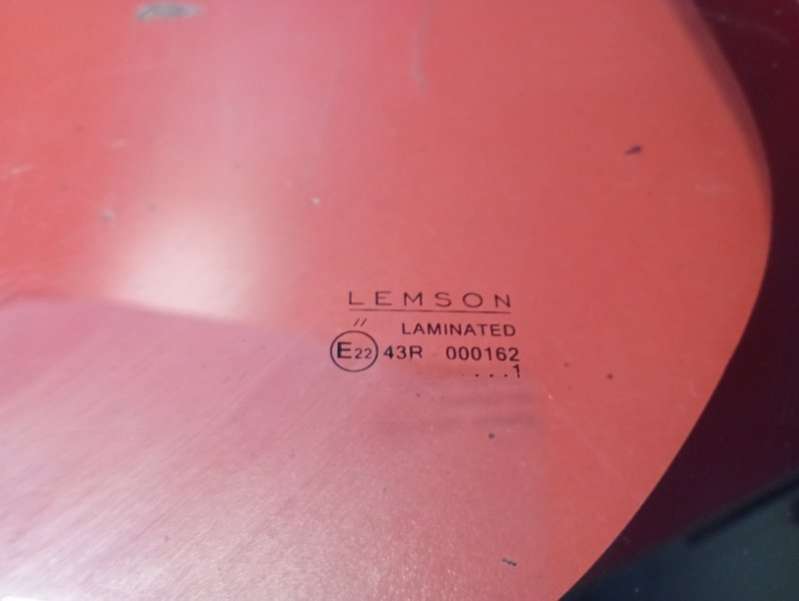 LEMSON
// LAMINATED
E22 43R 000162
....1